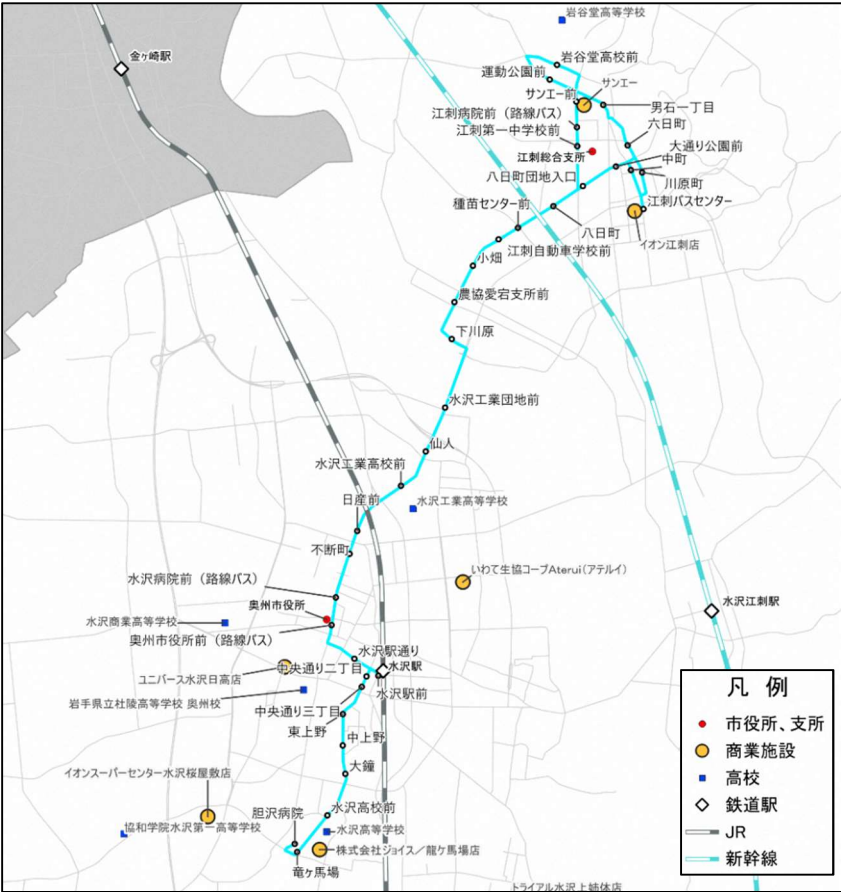 岩谷堂高等学校
金ヶ崎駅
岩谷堂高校前
運動公園前
サンエー
サンエー前
男石一丁目
江刺病院前（路線バス）
六日町
江刺第一中学校前
大通り公園前
江刺総合支所
中町
八日町団地入口
川原町
種苗センター前
江刺バスセンター
八日町
イオン江刺店
江刺自動車学校前
小畑
農協愛宕支所前
下川原
水沢工業団地前
仙人
水沢工業高校前
水沢工業高等学校
日産前
不断町
いわて生協コープAterui（アテルイ）
水沢病院前（路線バス）
奥州市役所
水沢江刺駅
水沢商業高等学校
奥州市役所前（路線バス）
水沢駅通り
中央通り二丁目
水沢駅
ユニバース水沢日高店
水沢駅前
岩手県立杜陵高等学校 奥州校
中央通り三丁目
東上野
中上野
イオンスーパーセンター水沢桜屋敷店
大鐘
水沢高校前
胆沢病院
協和学院水沢第一高等学校
水沢高等学校
株式会社ジョイス／龍ケ馬場店
竜ヶ馬場
トライアル水沢上姉体店
凡 例
市役所、支所
商業施設
高校
鉄道駅
JR
新幹線